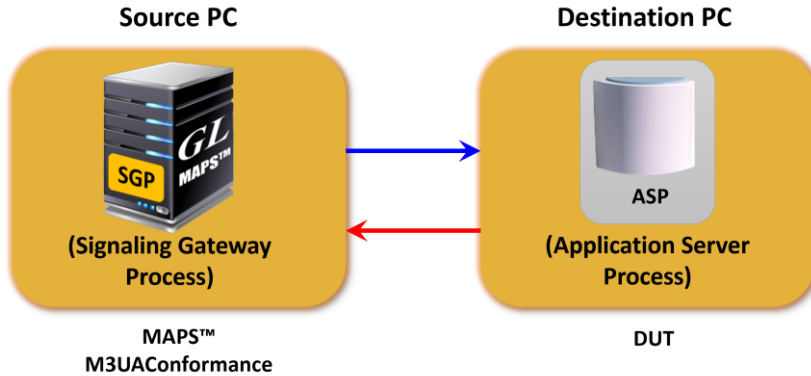 Source PC
Destination PC
GL
MAPS™
SGP
(Signaling Gateway
Process)
ASP
(Application Server
Process)
MAPS™
M3UAConformance
DUT